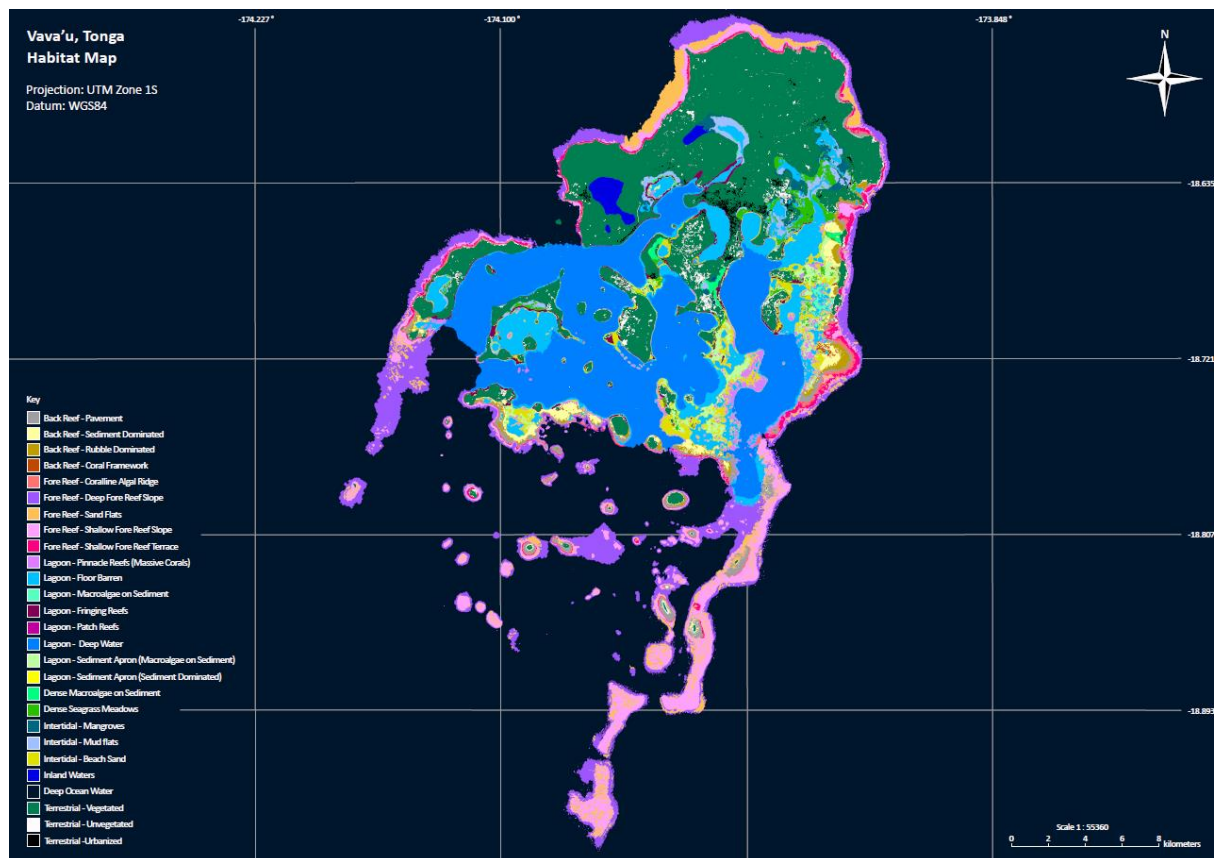 -174.227°
-174.100°
-173.848°
Vava'u, Tonga
Habitat Map
Projection: UTM Zone 1S
Datum: WGS84
N
-18.635
-18.721
-18.807
-18.893
Key
Back Reef - Pavement
Back Reef - Sediment Dominated
Back Reef - Rubble Dominated
Back Reef - Coral Framework
Fore Reef - Coralline Algal Ridge
Fore Reef - Deep Fore Reef Slope
Fore Reef - Sand Flats
Fore Reef - Shallow Fore Reef Slope
Fore Reef - Shallow Fore Reef Terrace
Lagoon - Pinnacle Reefs (Massive Corals)
Lagoon - Floor Barren
Lagoon - Macroalgae on Sediment
Lagoon - Fringing Reefs
Lagoon - Patch Reefs
Lagoon - Deep Water
Lagoon - Sediment Apron (Macroalgae on Sediment)
Lagoon - Sediment Apron (Sediment Dominated)
Dense Macroalgae on Sediment
Dense Seagrass Meadows
Intertidal - Mangroves
Intertidal - Mud flats
Intertidal - Beach Sand
Inland Waters
Deep Ocean Water
Terrestrial - Vegetated
Terrestrial - Unvegetated
Terrestrial -Urbanized
Scale 1 : 55360
0 2 4 6 8 kilometers